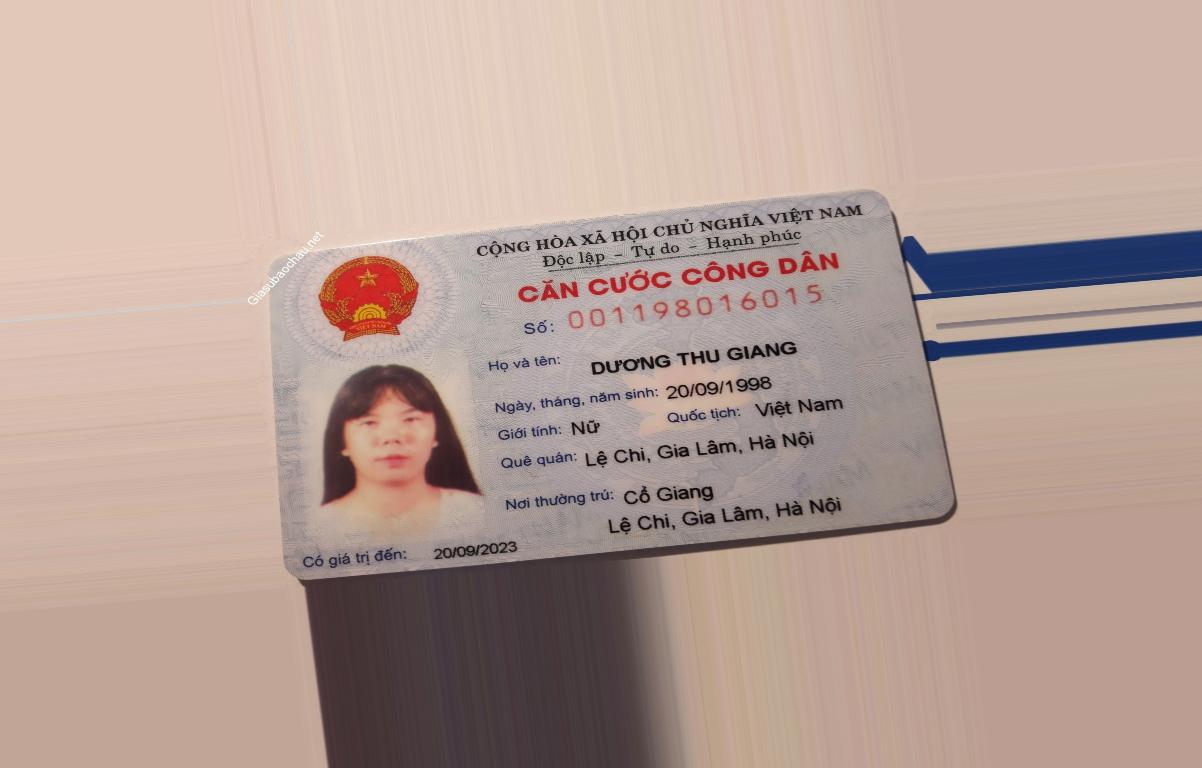 Giasubaochau.net
CỘNG HÒA XÃ HỘI CHỦ NGHĨA VIỆT NAM
Độc lập – Tự do – Hạnh phúc
CĂN CƯỚC CÔNG DÂN
Số: 001198016015
VIỆT NAM
Họ và tên: DƯƠNG THU GIANG
Ngày, tháng, năm sinh: 20/09/1998
Giới tính: Nữ Quốc tịch: Việt Nam
Quê quán: Lệ Chi, Gia Lâm, Hà Nội
Nơi thường trú: Cổ Giang
Lệ Chi, Gia Lâm, Hà Nội
Có giá trị đến: 20/09/2023